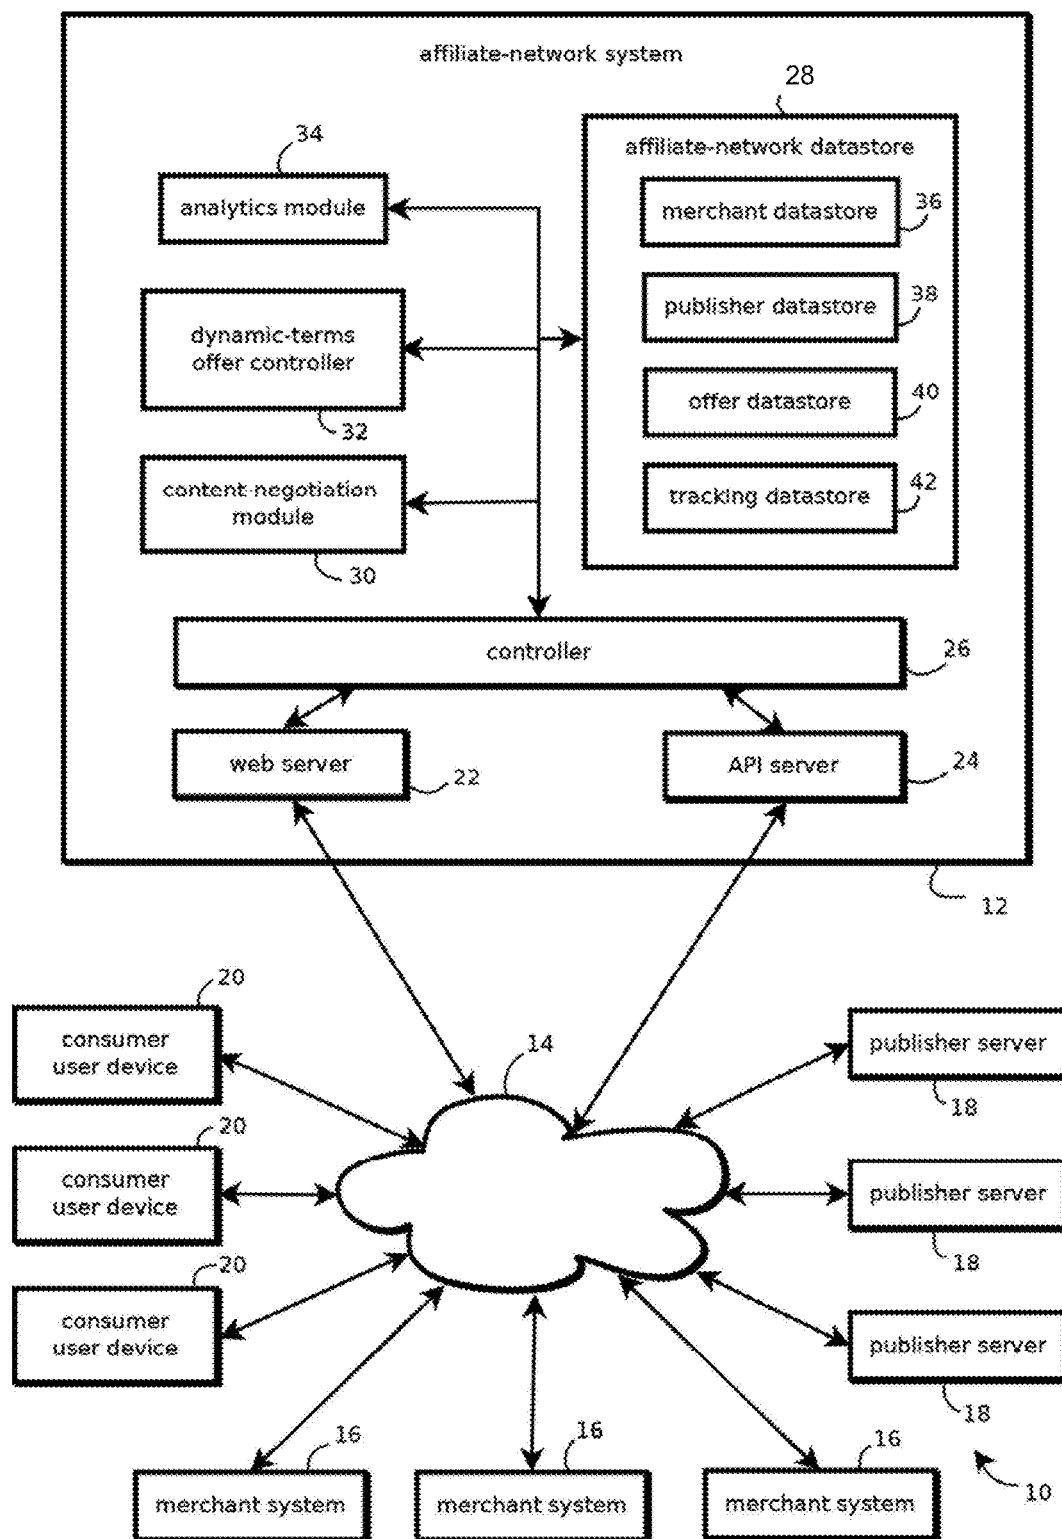 affiliate-network system
28
affiliate-network datastore
34
analytics module
merchant datastore
36
publisher datastore
38
dynamic-terms
offer controller
32
offer datastore
40
content-negotiation
module
30
tracking datastore
42
controller
26
web server
22
API server
24
12
20
consumer
user device
14
publisher server
18
20
consumer
user device
publisher server
18
20
consumer
user device
publisher server
18
16
merchant system
16
merchant system
16
merchant system
10